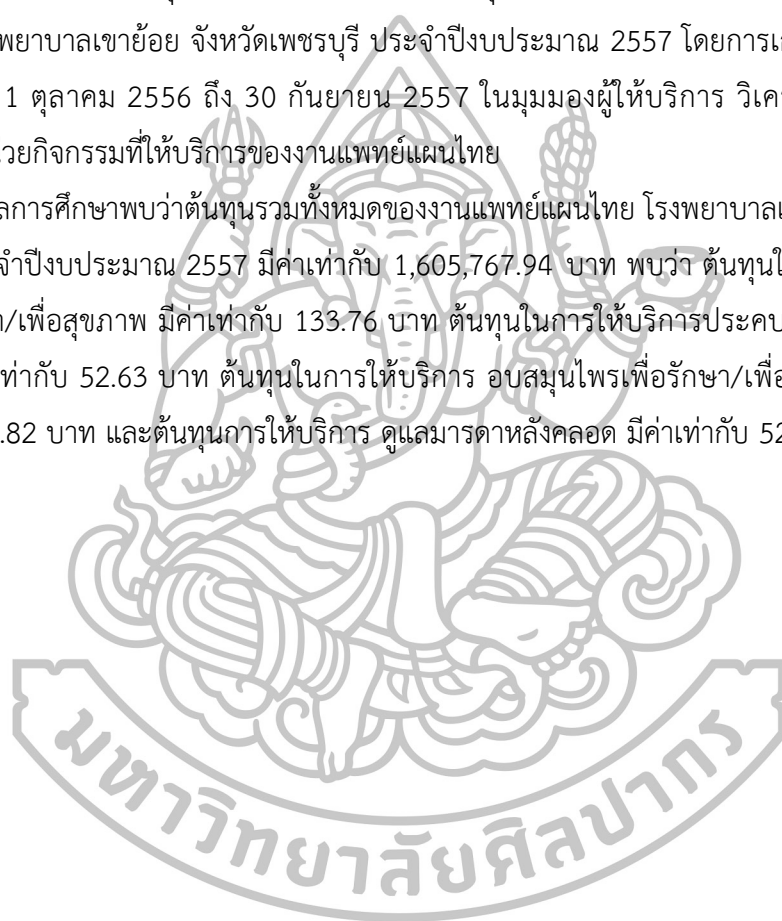 พยาบาลเขาย้อย จังหวัดเพชรบุรี ประจำปีงบประมาณ 2557 โดยการเ
1 ตุลาคม 2556 ถึง 30 กันยายน 2557 ในมุมมองผู้ให้บริการ วิเค
วยกิจกรรมที่ให้บริการของงานแพทย์แผนไทย
ลการศึกษาพบว่าต้นทุนรวมทั้งหมดของงานแพทย์แผนไทย โรงพยาบาลเ
จำปีงบประมาณ 2557 มีค่าเท่ากับ 1,605,767.94 บาท พบว่า ต้นทุนใ
/เพื่อสุขภาพ มีค่าเท่ากับ 133.76 บาท ต้นทุนในการให้บริการประคบ
ท่ากับ 52.63 บาท ต้นทุนในการให้บริการ อบสมุนไพรเพื่อรักษา/เพื่อ
.82 บาท และต้นทุนการให้บริการ ดูแลมารดาหลังคลอด มีค่าเท่ากับ 52
มหาวิทยาลัยศิลปากร